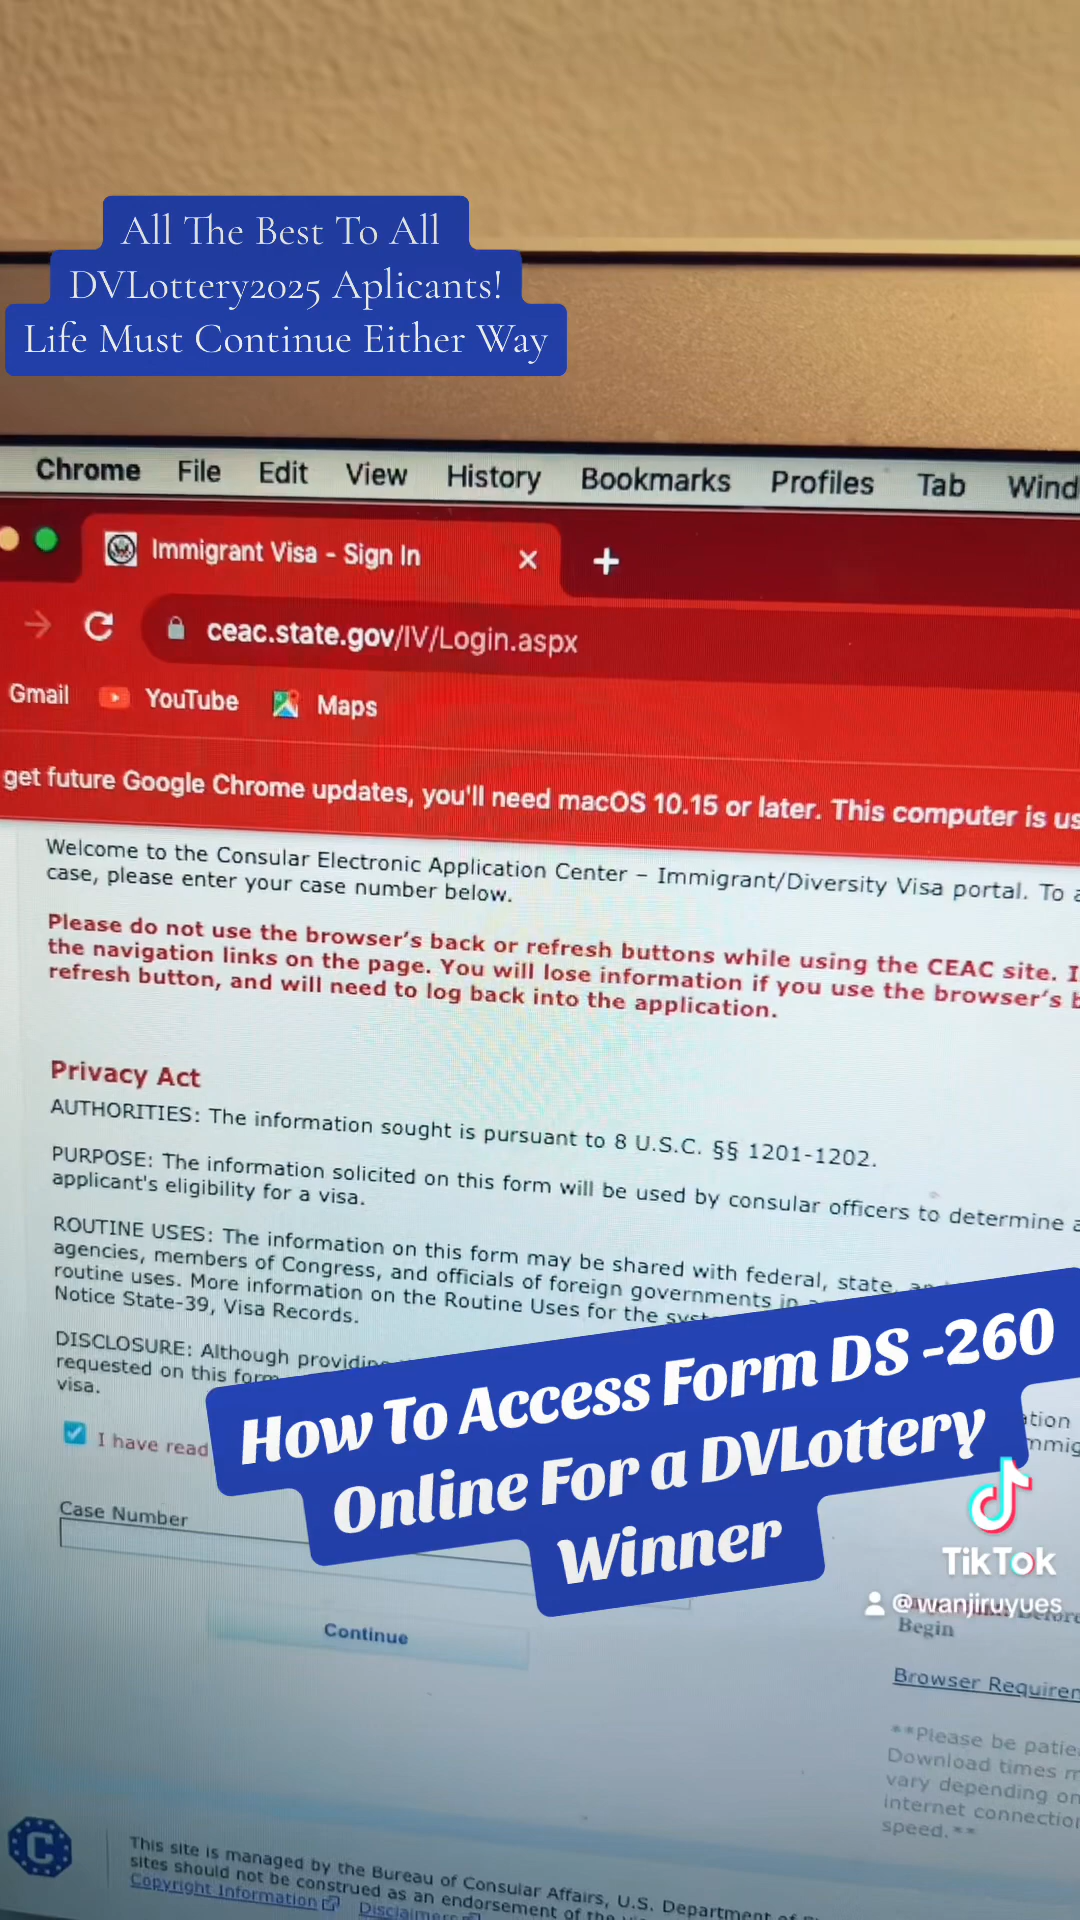 All The Best To All
DVLottery2025 Aplicants!
Life Must Continue Either Way
Chrome File Edit View History Bookmarks Profiles Tab Wind
Immigrant Visa - Sign In
ceac.state.gov/IV/Login.aspx
Gmail YouTube Maps
get future Google Chrome updates, you'll need macOS 10.15 or later. This computer is us
Welcome to the Consular Electronic Application Center – Immigrant/Diversity Visa portal. To a
case, please enter your case number below.
Please do not use the browser's back or refresh buttons while using the CEAC site. I
the navigation links on the page. You will lose information if you use the browser's b
refresh button, and will need to log back into the application.
Privacy Act
AUTHORITIES: The information sought is pursuant to 8 U.S.C. §§ 1201-1202.
PURPOSE: The information solicited on this form will be used by consular officers to determine a
applicant's eligibility for a visa.
ROUTINE USES: The information on this form may be shared with federal, state,
agencies, members of Congress, and officials of foreign governments in
routine uses. More information on the Routine Uses for the
Notice State-39, Visa Records.
DISCLOSURE: Although
requested on this form
visa.
I have read
How To Access Form DS -260
Online For a DVLottery
Winner
Case Number
Continue
TikTok
@wanjiruyues
Begin
Browser Requirem
**Please be patie
Download times m
vary depending on
internet connection
speed.**
C
This site is managed by the Bureau of Consular Affairs, U.S. Department of
sites should not be construed as an endorsement of the
Copyright Information Disclaimers